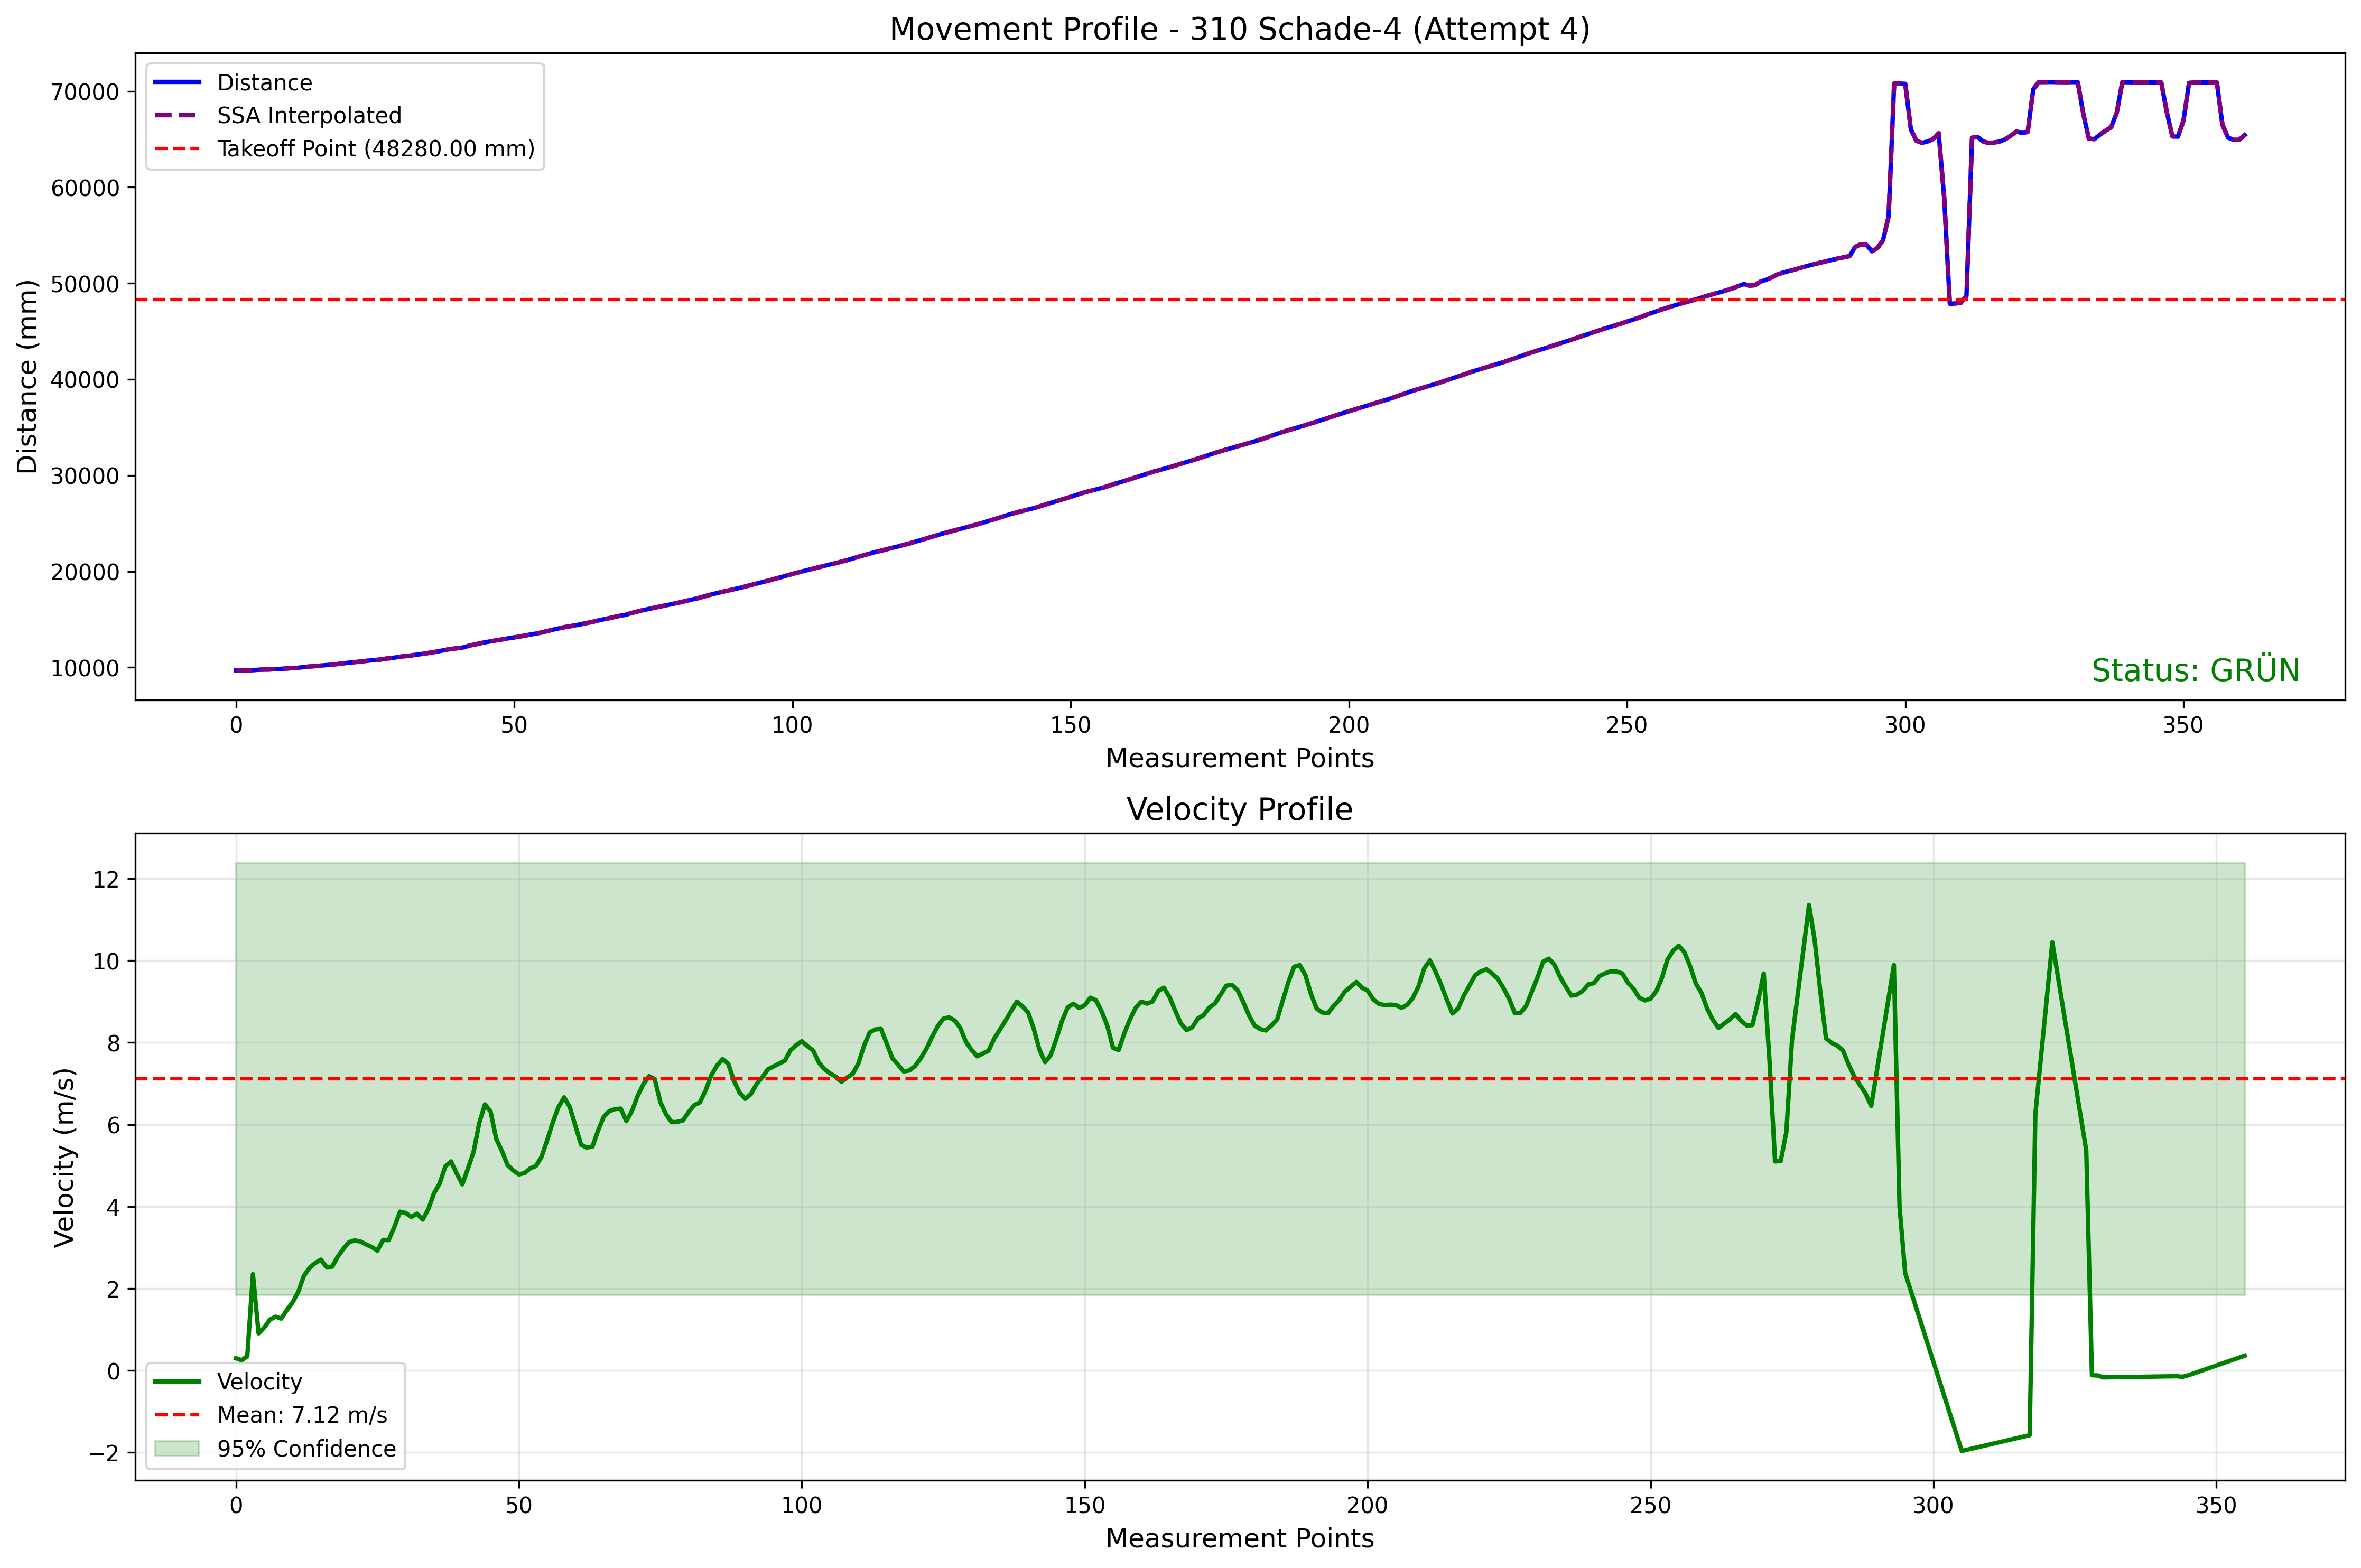 Movement Profile - 310 Schade-4 (Attempt 4)
Distance
SSA Interpolated
Takeoff Point (48280.00 mm)
Distance (mm)
70000
60000
50000
40000
30000
20000
10000
Status: GRÜN
0 50 100 150 200 250 300 350
Measurement Points
Velocity Profile
Velocity (m/s)
12
10
8
6
4
2
0
−2
Velocity
Mean: 7.12 m/s
95% Confidence
0 50 100 150 200 250 300 350
Measurement Points